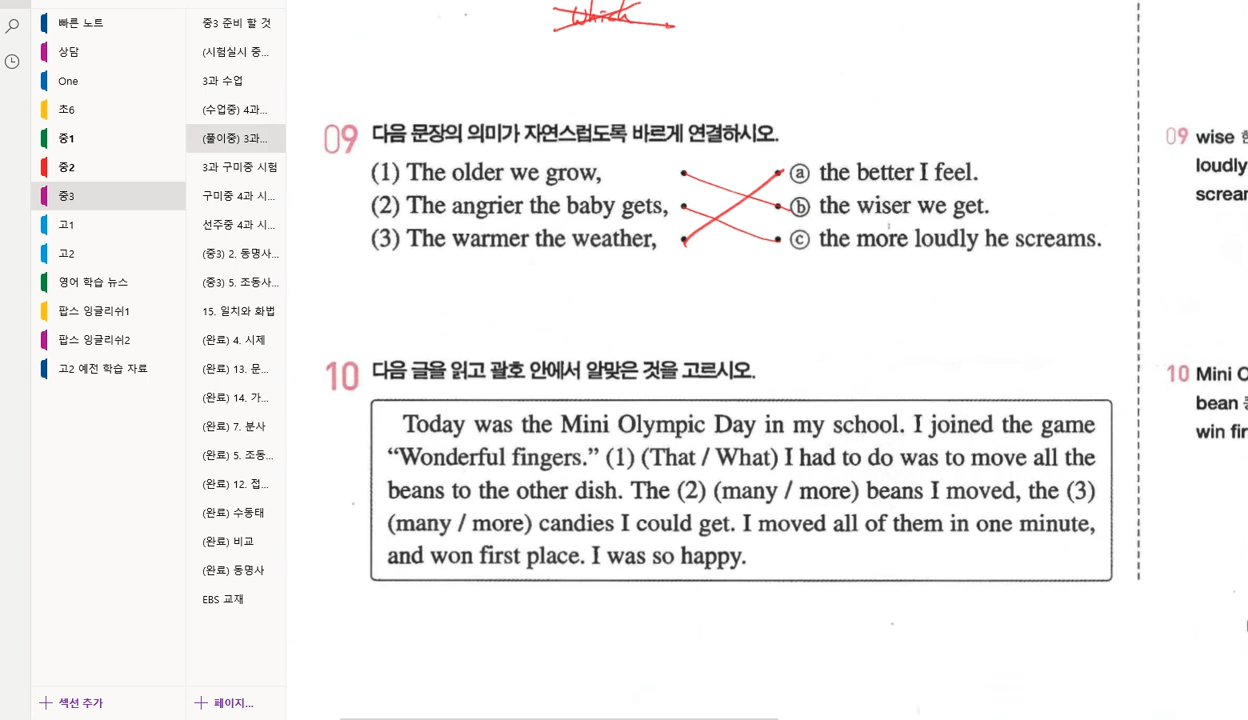 빠른 노트
상담
One
초6
중1
중2
중3
고1
고2
영어 학습 뉴스
팝스 잉글리쉬1
팝스 잉글리쉬2
고2 예전 학습 자료
섹션 추가
중3 준비 할 것
(시험실시 중...
3과 수업
(수업중) 4과...
(풀이중) 3과...
3과 구미중 시험
구미중 4과 시...
선주중 4과 시...
(중3) 2. 동명사...
(중3) 5. 조동사...
15. 일치와 화법
(완료) 4. 시제
(완료) 13. 문...
(완료) 14. 가...
(완료) 7. 분사
(완료) 5. 조동...
(완료) 12. 접...
(완료) 수동태
(완료) 비교
(완료) 동명사
EBS 교재
페이지...
Which
09 다음 문장의 의미가 자연스럽도록 바르게 연결하시오.
(1) The older we grow, ⓐ the better I feel.
(2) The angrier the baby gets, ⓑ the wiser we get.
(3) The warmer the weather, ⓒ the more loudly he screams.
10 다음 글을 읽고 괄호 안에서 알맞은 것을 고르시오.
Today was the Mini Olympic Day in my school. I joined the game
“Wonderful fingers.” (1) (That / What) I had to do was to move all the
beans to the other dish. The (2) (many / more) beans I moved, the (3)
(many / more) candies I could get. I moved all of them in one minute,
and won first place. I was so happy.
09 wise
loudly
10 Mini
bean
win